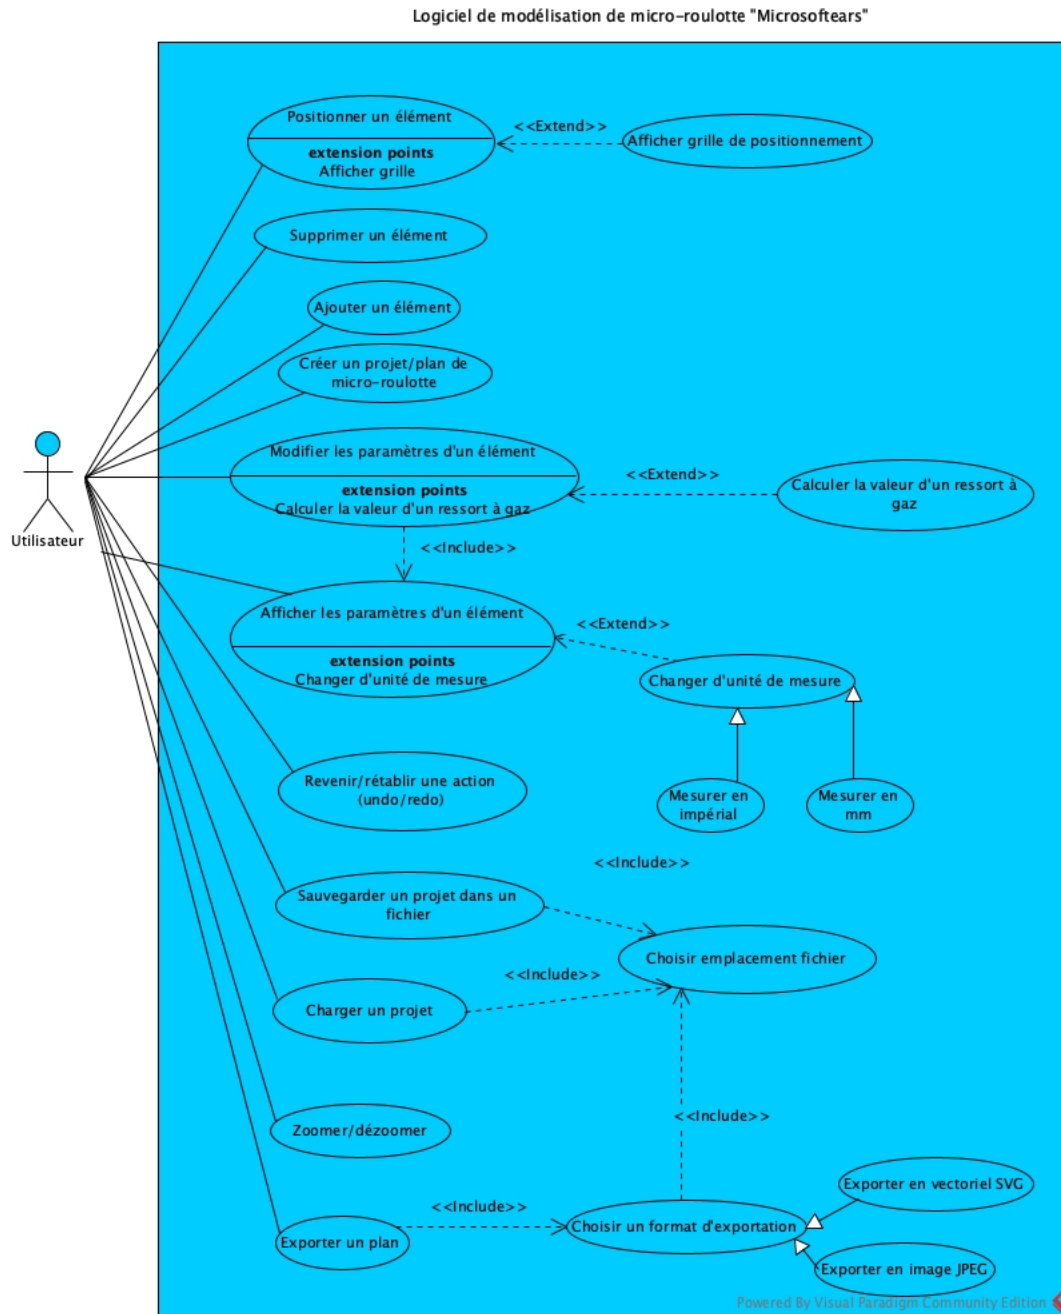 Logiciel de modélisation de micro-roulotte "Microsoftears"
Positionner un élément
extension points
Afficher grille
<<Extend>>
Afficher grille de positionnement
Supprimer un élément
Ajouter un élément
Créer un projet/plan de
micro-roulotte
Utilisateur
Modifier les paramètres d'un élément
extension points
Calculer la valeur d'un ressort à gaz
<<Extend>>
Calculer la valeur d'un ressort à
gaz
<<Include>>
Afficher les paramètres d'un élément
extension points
Changer d'unité de mesure
<<Extend>>
Changer d'unité de mesure
Mesurer en
impérial
Mesurer en
mm
Revenir/rétablir une action
(undo/redo)
<<Include>>
Sauvegarder un projet dans un
fichier
Choisir emplacement fichier
<<Include>>
Charger un projet
<<Include>>
Zoomer/dézoomer
Exporter en vectoriel SVG
<<Include>>
Exporter un plan
Choisir un format d'exportation
Exporter en image JPEG
Powered By Visual Paradigm Community Edition